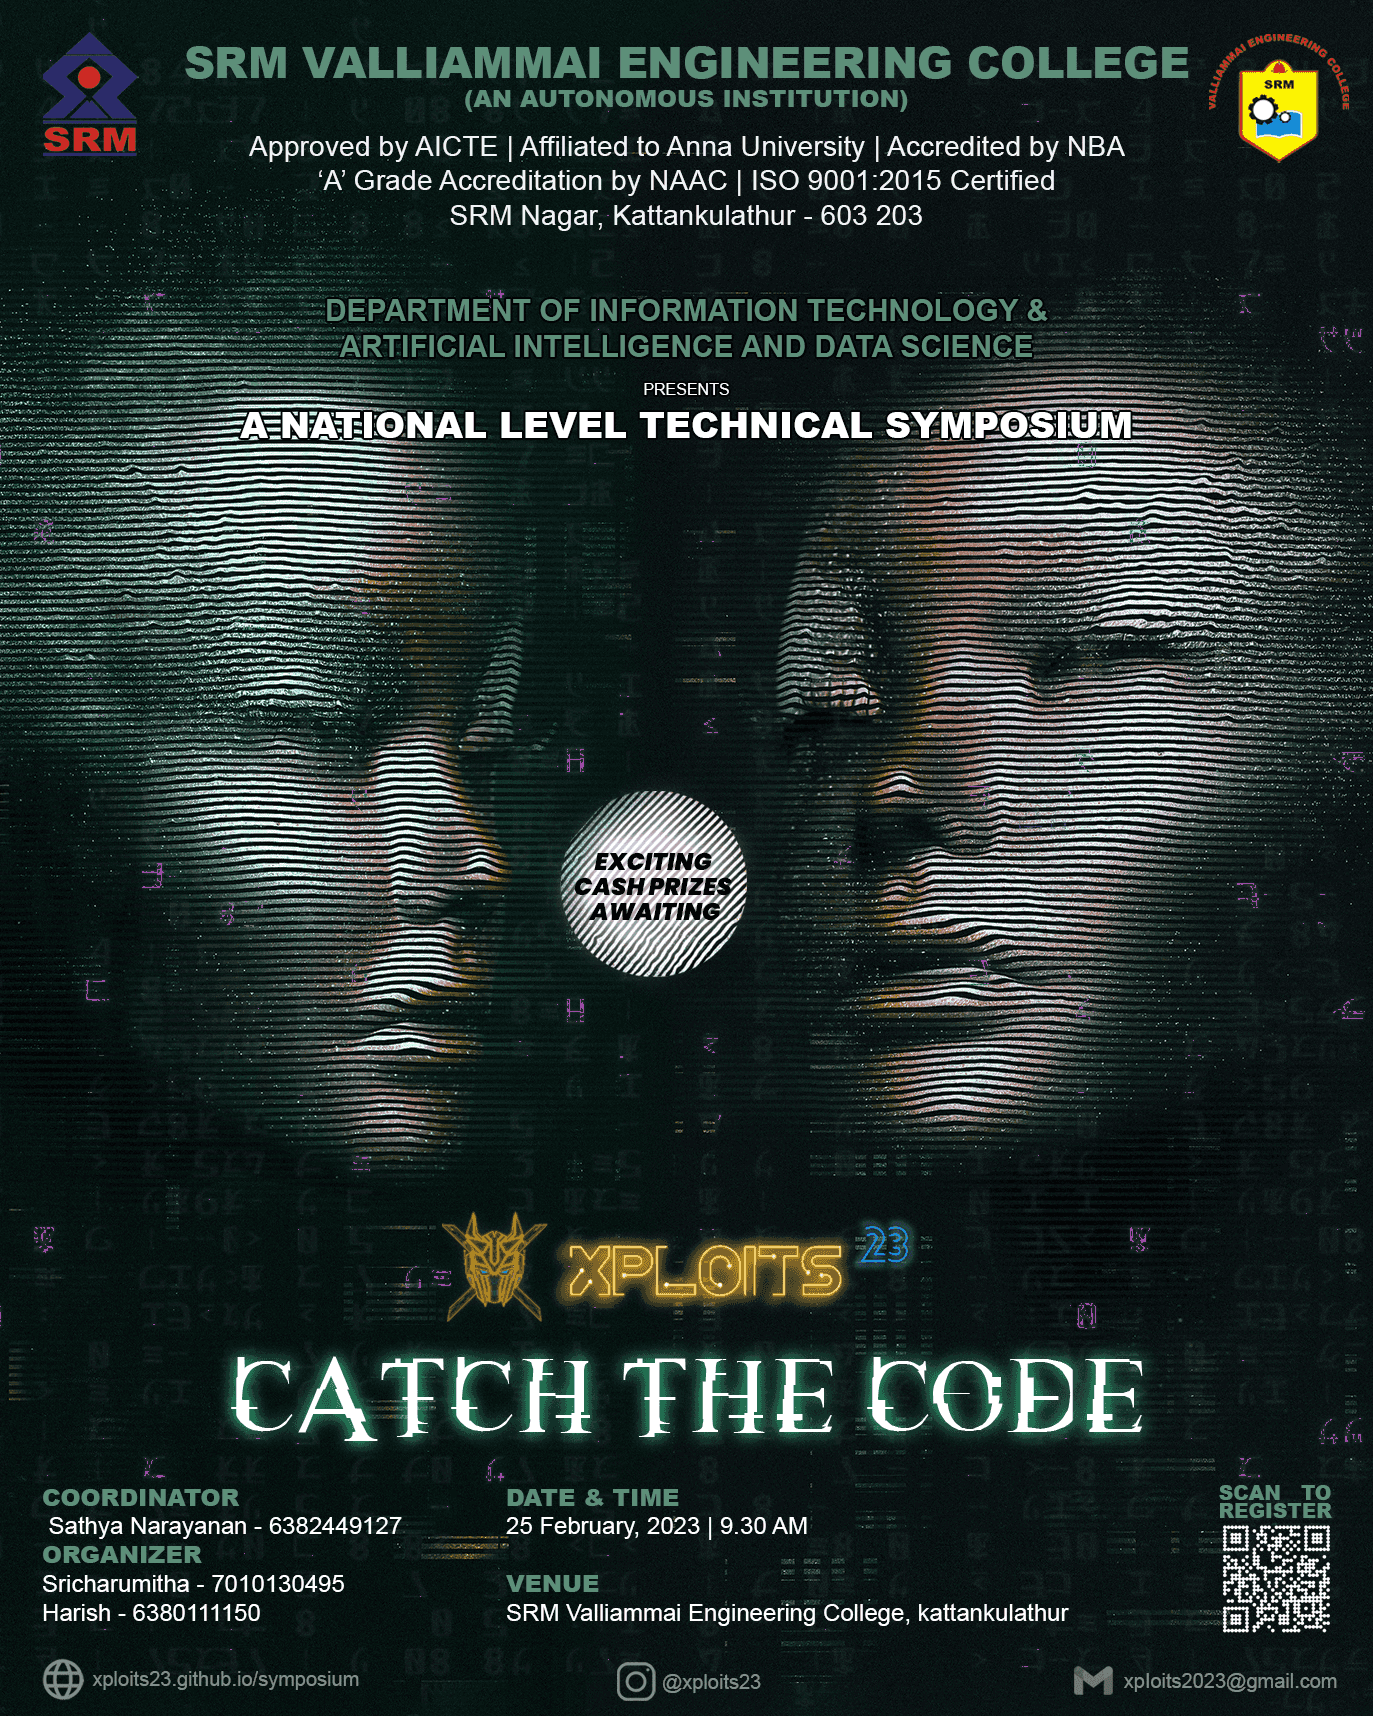 SRM
VALLIAMMAI ENGINEERING COLLEGE
SRM
SRM VALLIAMMAI ENGINEERING COLLEGE
(AN AUTONOMOUS INSTITUTION)
Approved by AICTE | Affiliated to Anna University | Accredited by NBA
‘A’ Grade Accreditation by NAAC | ISO 9001:2015 Certified
SRM Nagar, Kattankulathur - 603 203
DEPARTMENT OF INFORMATION TECHNOLOGY &
ARTIFICIAL INTELLIGENCE AND DATA SCIENCE
PRESENTS
A NATIONAL LEVEL TECHNICAL SYMPOSIUM
EXCITING
CASH PRIZES
AWAITING
XPLOITS 23
CATCH THE CODE
COORDINATOR
Sathya Narayanan - 6382449127
ORGANIZER
Sricharumitha - 7010130495
Harish - 6380111150
DATE & TIME
25 February, 2023 | 9.30 AM
VENUE
SRM Valliammai Engineering College, kattankulathur
SCAN TO
REGISTER
xploits23.github.io/symposium
@xploits23
xploits2023@gmail.com